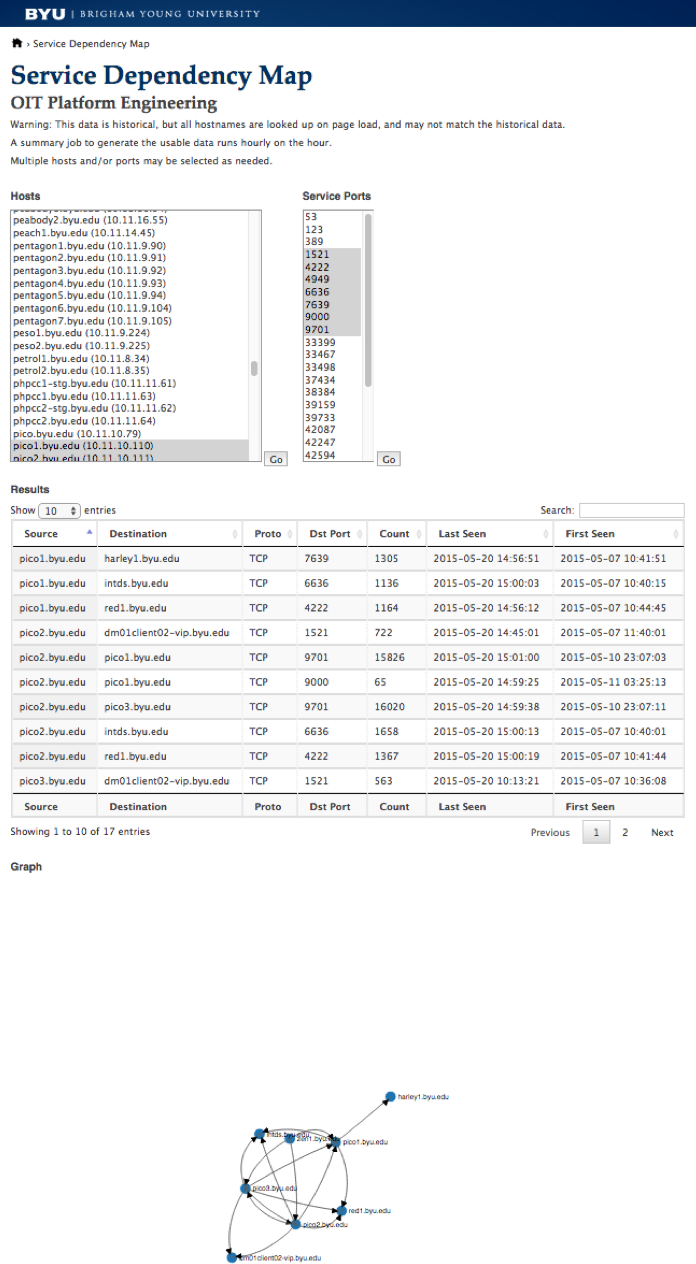 BYU | BRIGHAM YOUNG UNIVERSITY
› Service Dependency Map
Service Dependency Map
OIT Platform Engineering
Warning: This data is historical, but all hostnames are looked up on page load, and may not match the historical data.
A summary job to generate the usable data runs hourly on the hour.
Multiple hosts and/or ports may be selected as needed.
Hosts
peabody2.byu.edu (10.11.16.55)
peach1.byu.edu (10.11.14.45)
pentagon1.byu.edu (10.11.9.90)
pentagon2.byu.edu (10.11.9.91)
pentagon3.byu.edu (10.11.9.92)
pentagon4.byu.edu (10.11.9.93)
pentagon5.byu.edu (10.11.9.94)
pentagon6.byu.edu (10.11.9.104)
pentagon7.byu.edu (10.11.9.105)
peso1.byu.edu (10.11.9.224)
peso2.byu.edu (10.11.9.225)
petrol1.byu.edu (10.11.8.34)
petrol2.byu.edu (10.11.8.35)
phpcc1-stg.byu.edu (10.11.11.61)
phpcc1.byu.edu (10.11.11.63)
phpcc2-stg.byu.edu (10.11.11.62)
phpcc2.byu.edu (10.11.11.64)
pico.byu.edu (10.11.10.79)
pico1.byu.edu (10.11.10.110)
pico2.byu.edu (10.11.10.111)
Go
Service Ports
53
123
389
1521
4222
4949
6636
7639
9000
9701
33399
33467
33498
37434
38384
39159
39733
42087
42247
42594
Go
Results
Show 10 entries
Search:
Source Destination Proto Dst Port Count Last Seen First Seen
pico1.byu.edu harley1.byu.edu TCP 7639 1305 2015-05-20 14:56:51 2015-05-07 10:41:51
pico1.byu.edu intds.byu.edu TCP 6636 1136 2015-05-20 15:00:03 2015-05-07 10:40:15
pico1.byu.edu red1.byu.edu TCP 4222 1164 2015-05-20 14:56:12 2015-05-07 10:44:45
pico2.byu.edu dm01client02-vip.byu.edu TCP 1521 722 2015-05-20 14:45:01 2015-05-07 11:40:01
pico2.byu.edu pico1.byu.edu TCP 9701 15826 2015-05-20 15:01:00 2015-05-10 23:07:03
pico2.byu.edu pico1.byu.edu TCP 9000 65 2015-05-20 14:59:25 2015-05-11 03:25:13
pico2.byu.edu pico3.byu.edu TCP 9701 16020 2015-05-20 14:59:38 2015-05-10 23:07:11
pico2.byu.edu intds.byu.edu TCP 6636 1658 2015-05-20 15:00:13 2015-05-07 10:40:01
pico2.byu.edu red1.byu.edu TCP 4222 1367 2015-05-20 15:00:19 2015-05-07 10:41:44
pico3.byu.edu dm01client02-vip.byu.edu TCP 1521 563 2015-05-20 10:13:21 2015-05-07 10:36:08
Source Destination Proto Dst Port Count Last Seen First Seen
Showing 1 to 10 of 17 entries
Previous 1 2 Next
Graph
harley1.byu.edu
intds.byu.edu
pico1.byu.edu
pico3.byu.edu
red1.byu.edu
pico2.byu.edu
dm01client02-vip.byu.edu